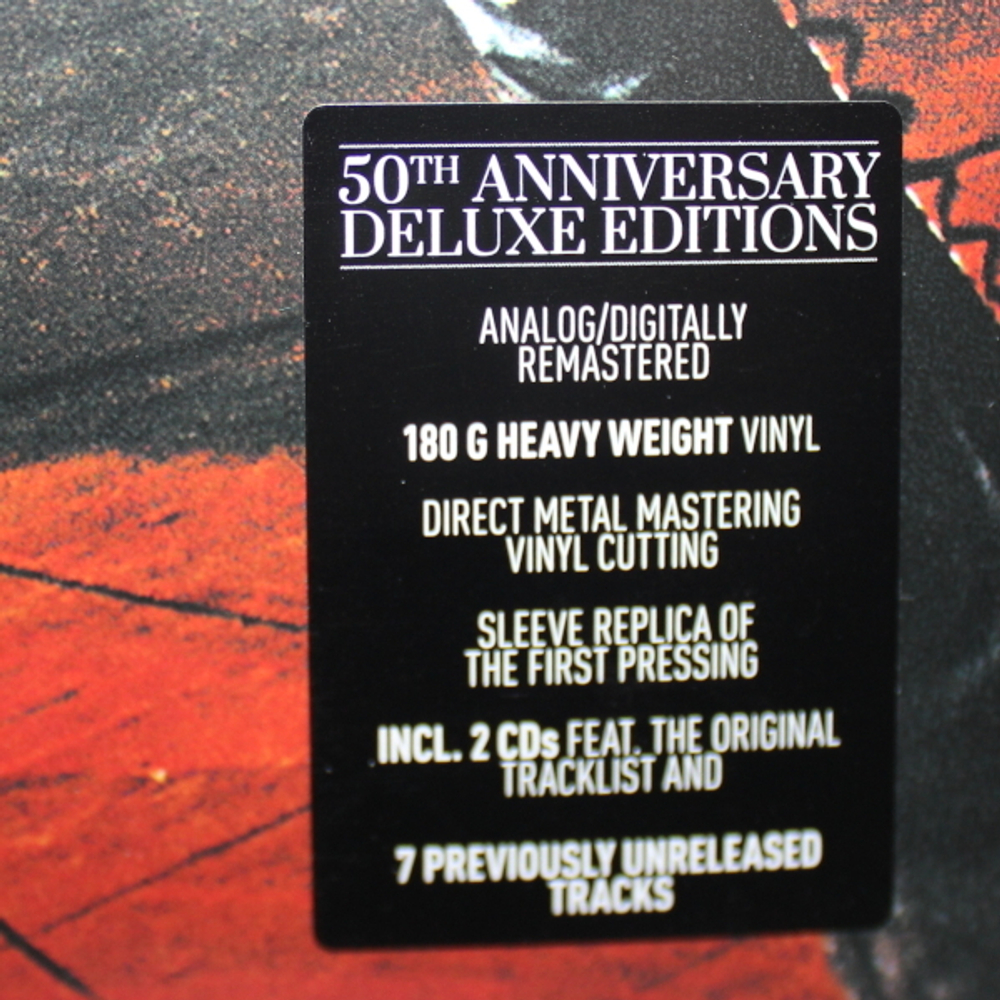 50TH ANNIVERSARY
DELUXE EDITIONS
ANALOG/DIGITALLY
REMASTERED
180 G HEAVY WEIGHT VINYL
DIRECT METAL MASTERING
VINYL CUTTING
SLEEVE REPLICA OF
THE FIRST PRESSING
INCL. 2 CDs FEAT. THE ORIGINAL
TRACKLIST AND
7 PREVIOUSLY UNRELEASED
TRACKS